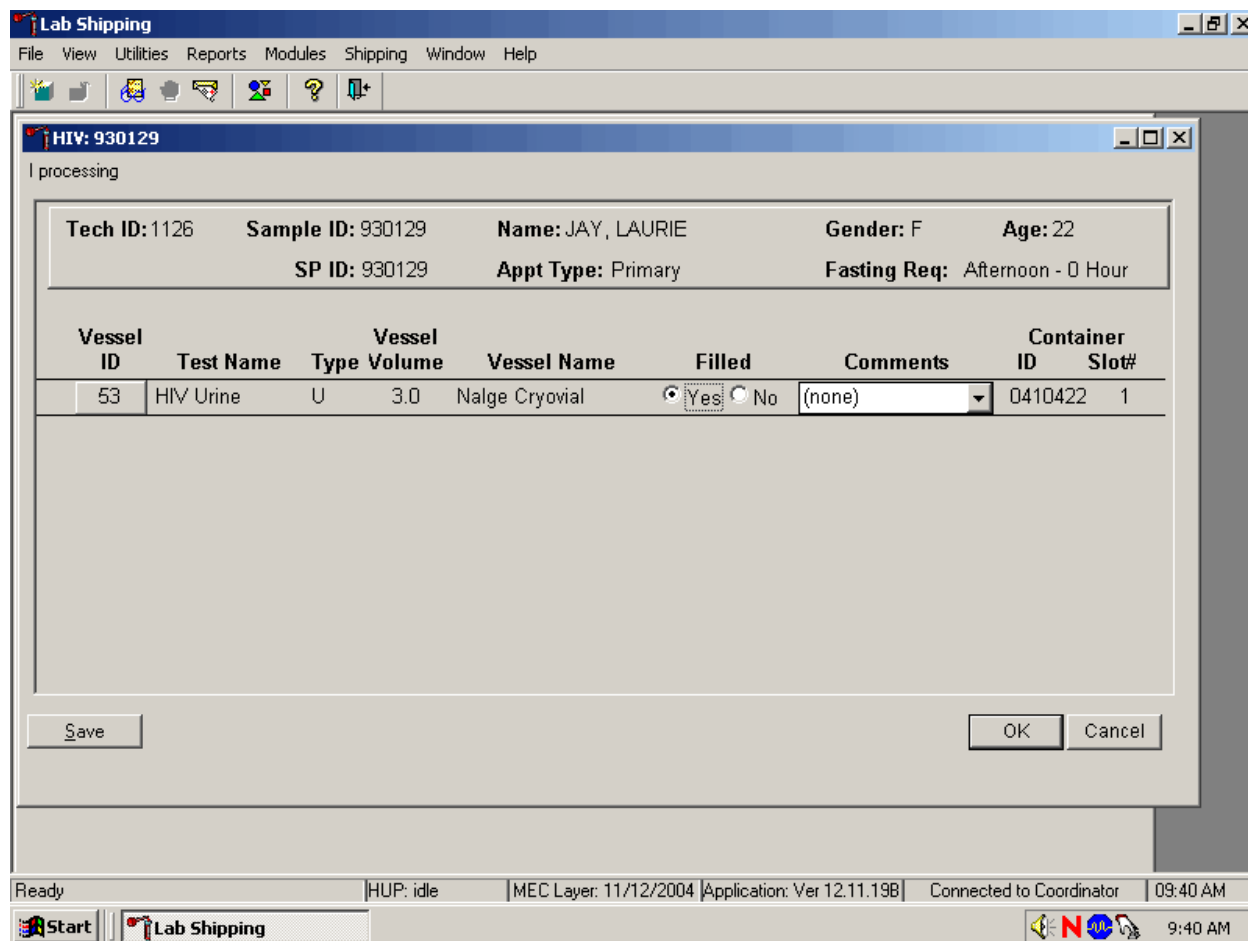 Lab Shipping
File View Utilities Reports Modules Shipping Window Help
HIV: 930129
I processing
Tech ID: 1126 Sample ID: 930129 Name: JAY, LAURIE Gender: F Age: 22
SP ID: 930129 Appt Type: Primary Fasting Req: Afternoon - 0 Hour
Vessel Vessel Container
ID Test Name Type Volume Vessel Name Filled Comments ID Slot#
53 HIV Urine U 3.0 Nalge Cryovial Yes No (none) 0410422 1
Save OK Cancel
Ready HUP: idle MEC Layer: 11/12/2004 Application: Ver 12.11.19B Connected to Coordinator 09:40 AM
Start Lab Shipping N 9:40 AM